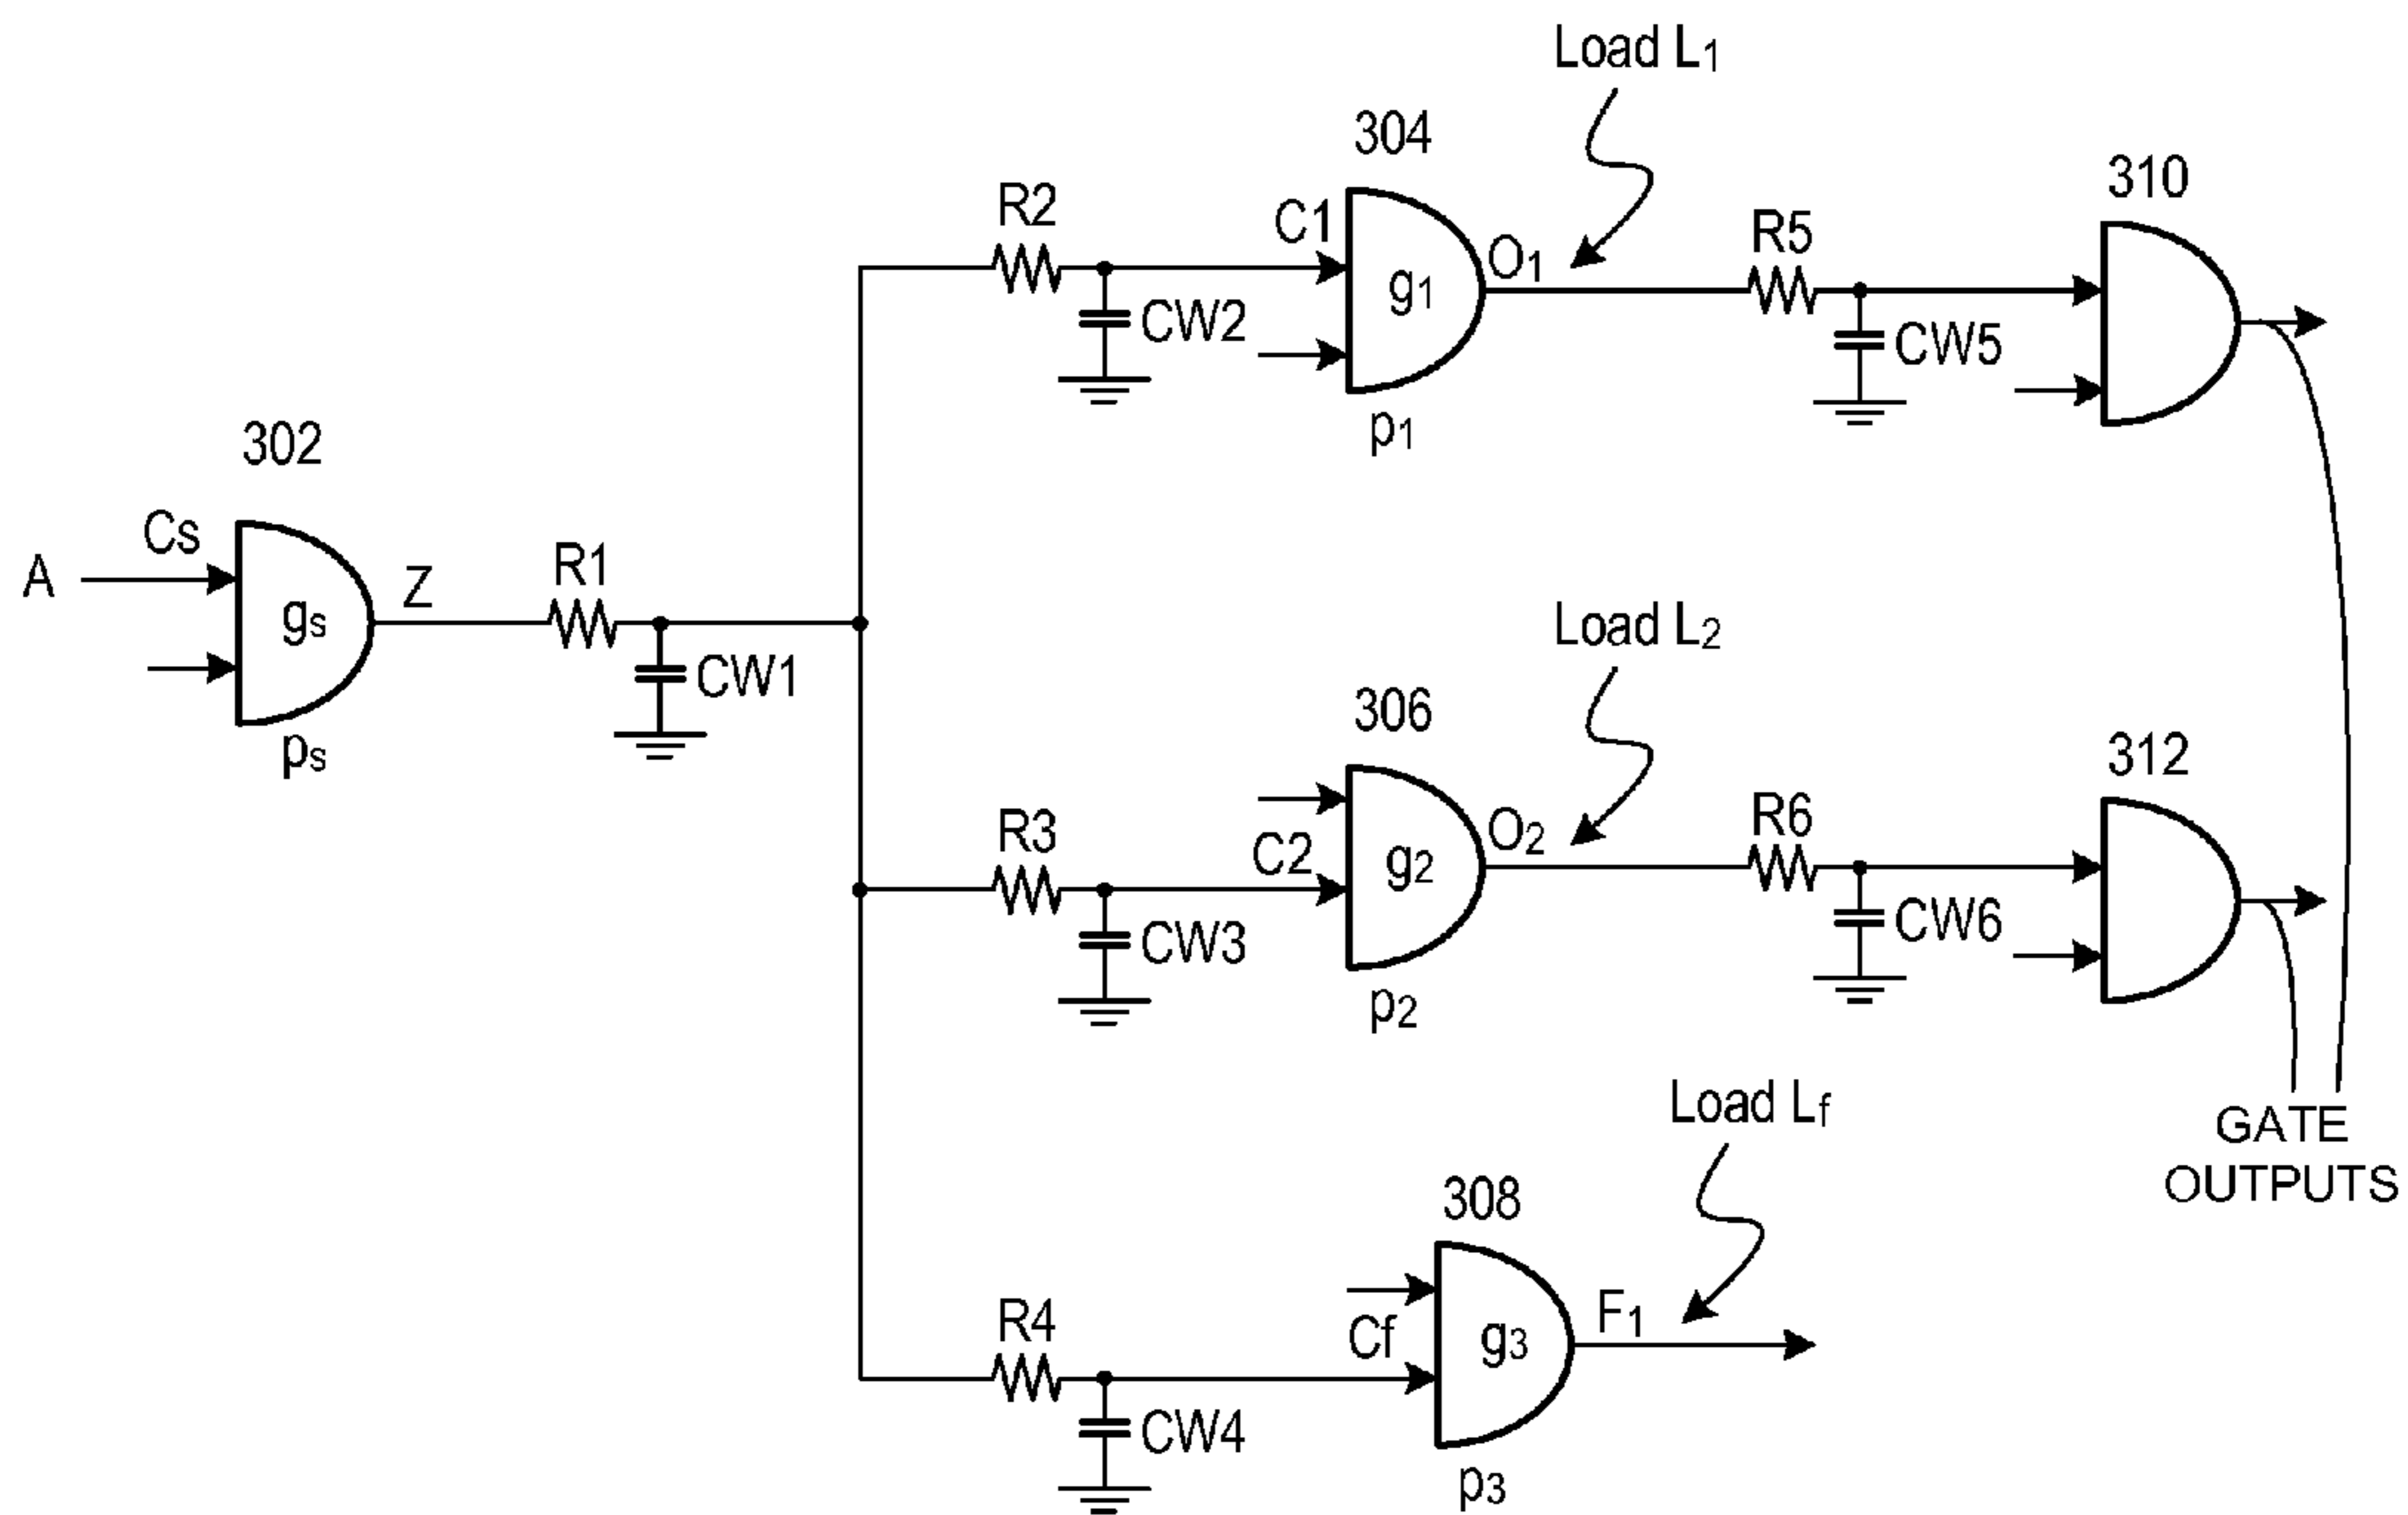 Load L1
304
310
R2
C1
g1
O1
R5
CW2
CW5
p1
302
A
Cs
gs
Z
R1
CW1
ps
Load L2
306
312
R3
C2
g2
O2
R6
CW3
CW6
p2
Load Lf
GATE
OUTPUTS
308
R4
Cf
g3
F1
CW4
p3